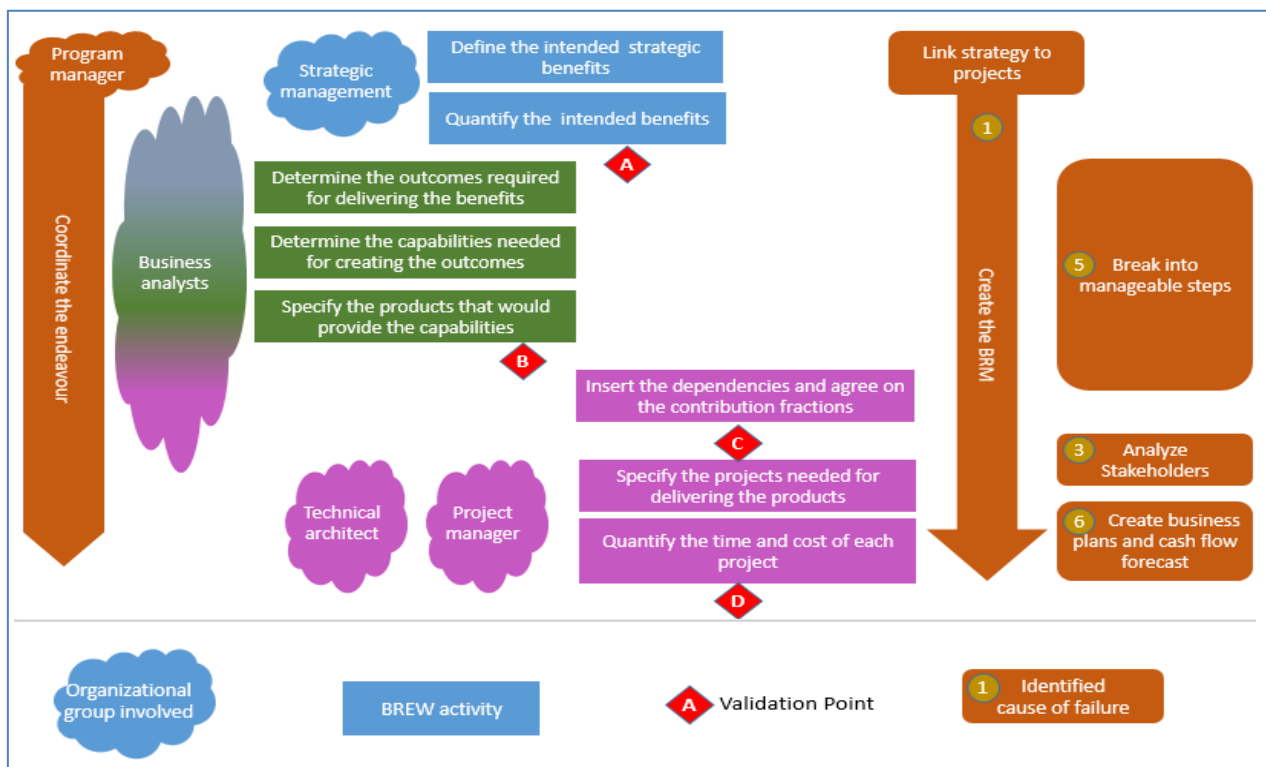 Program
manager
Coordinate the endeavour
Business
analysts
Strategic
management
Define the intended strategic
benefits
Quantify the intended benefits
A
Determine the outcomes required
for delivering the benefits
Determine the capabilities needed
for creating the outcomes
Specify the products that would
provide the capabilities
B
Insert the dependencies and agree on
the contribution fractions
C
Technical
architect
Project
manager
Specify the projects needed for
delivering the products
Quantify the time and cost of each
project
D
Link strategy to
projects
1
Create the BRM
5
Break into
manageable steps
3
Analyze
Stakeholders
6
Create business
plans and cash flow
forecast
Organizational
group involved
BREW activity
A
Validation Point
1
Identified
cause of failure